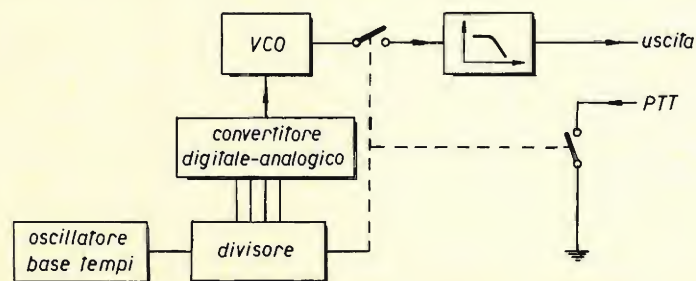 VCO
uscita
PTT
convertitore
digitale-analogico
oscillatore
base tempi
divisore